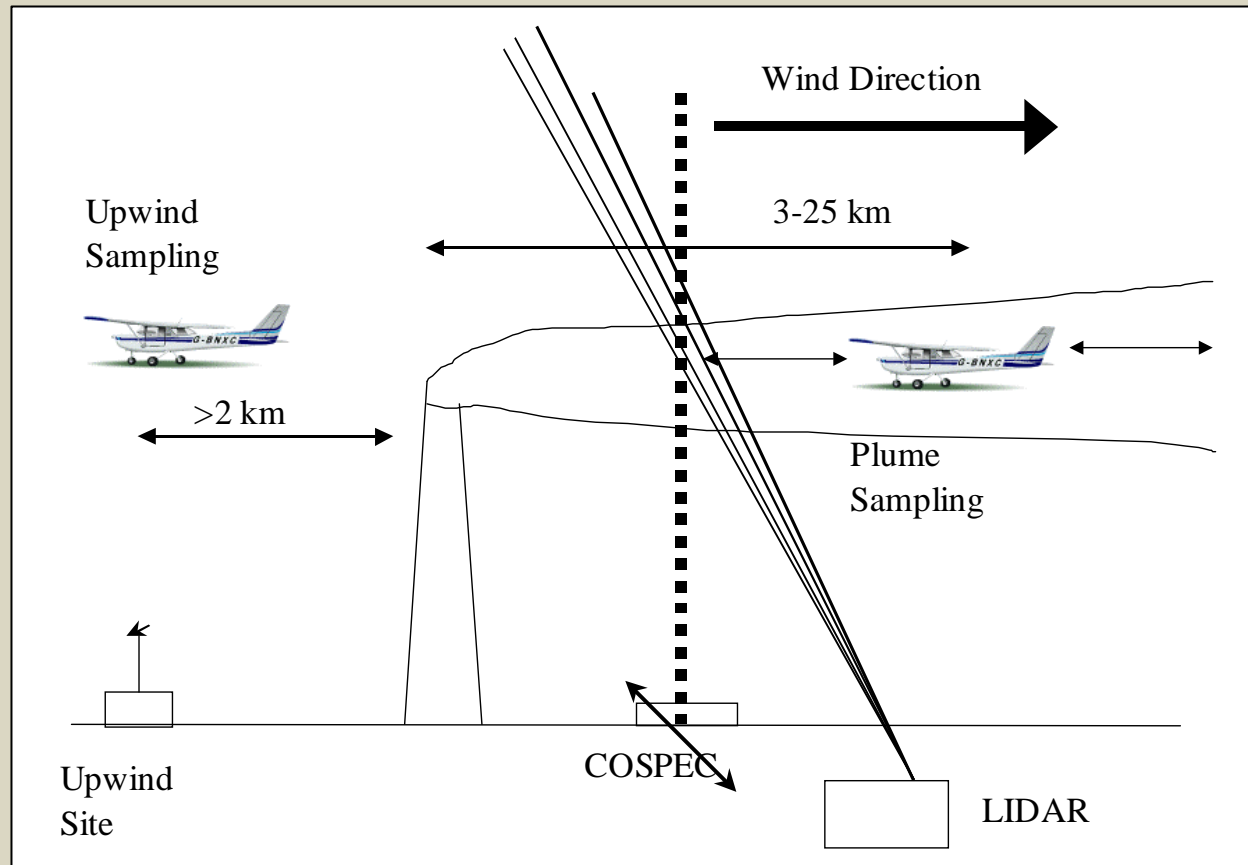 Wind Direction
Upwind
Sampling
3-25 km
G-BNXC
G-BNXC
>2 km
Plume
Sampling
COSPEC
Upwind
Site
LIDAR